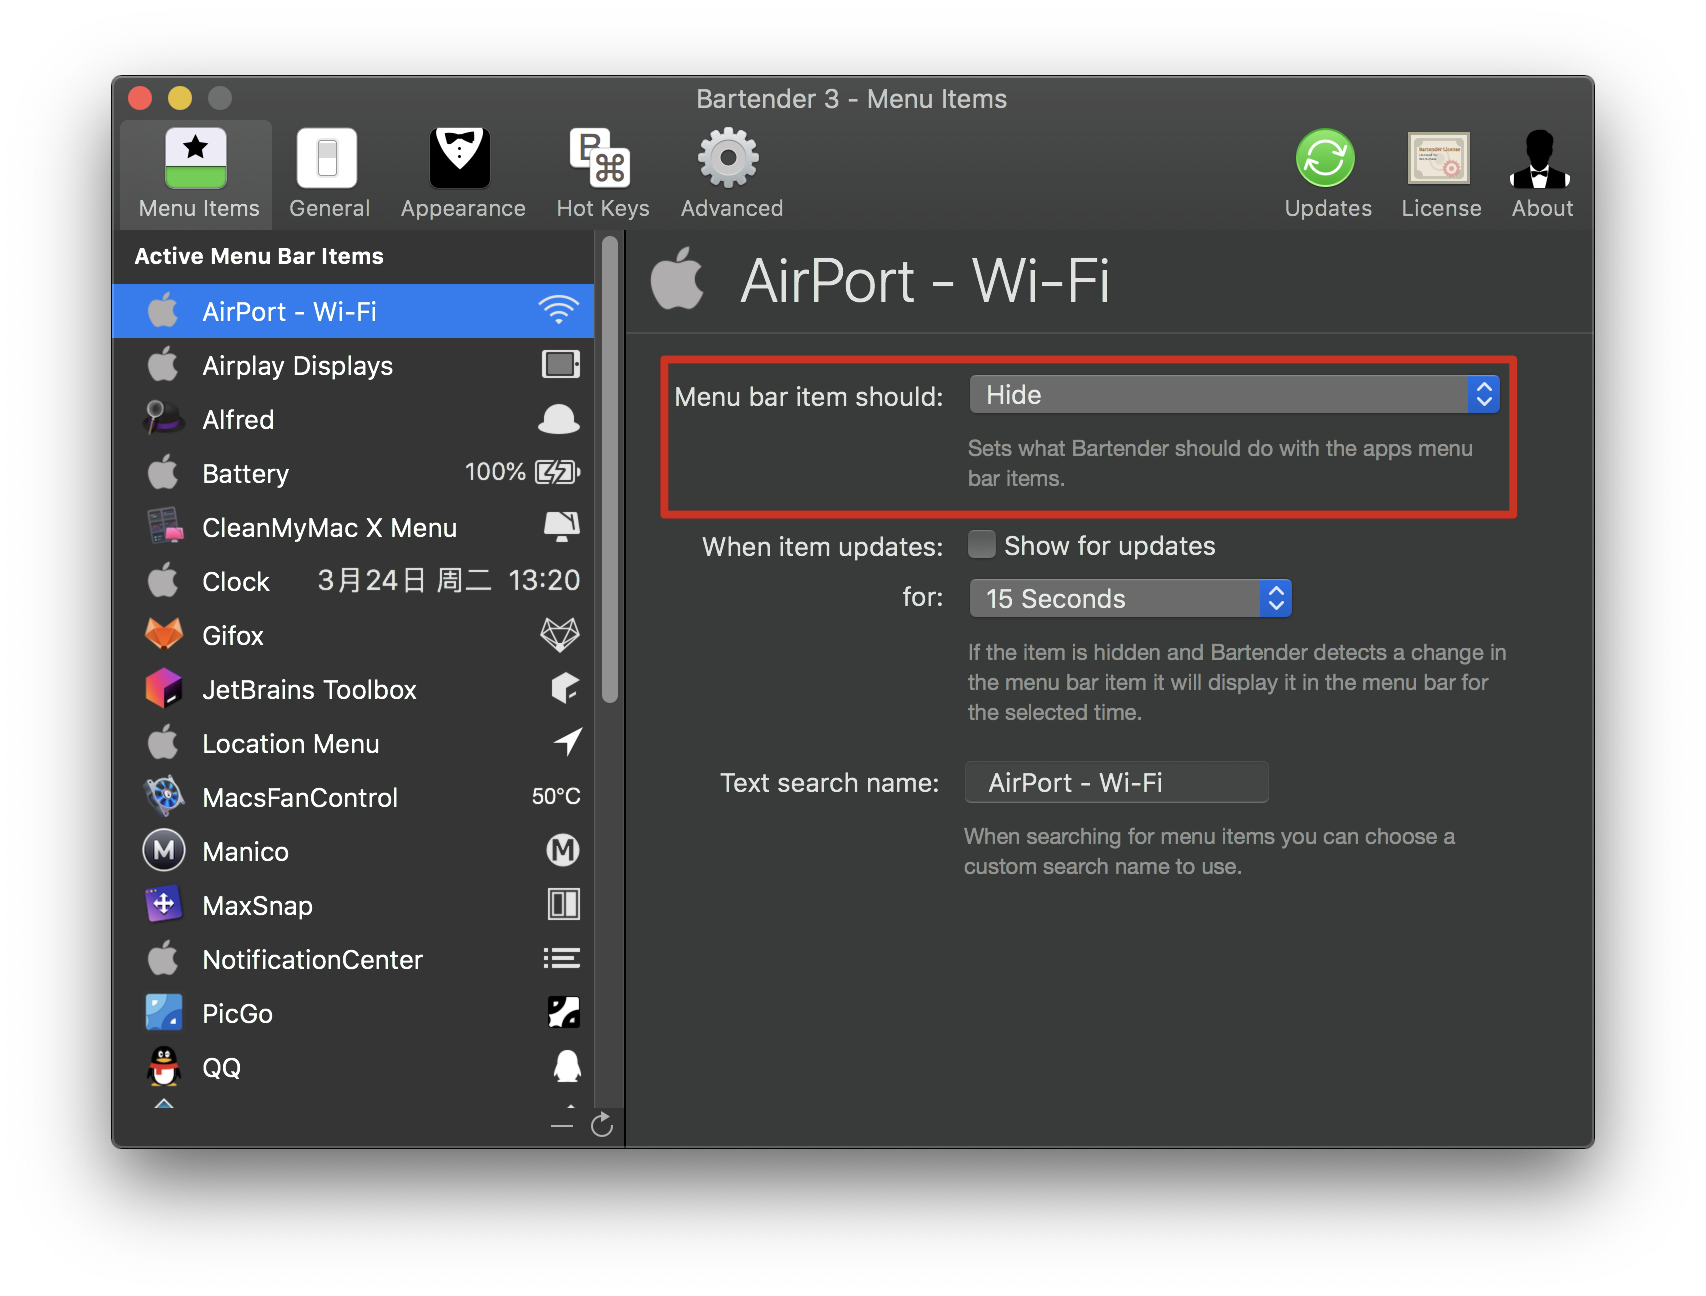 Bartender 3 - Menu Items
Menu Items
General
Appearance
Hot Keys
Advanced
Updates
License
About
Active Menu Bar Items
AirPort - Wi-Fi
Airplay Displays
Alfred
Battery 100%
CleanMyMac X Menu
Clock 3月24日 周二 13:20
Gifox
JetBrains Toolbox
Location Menu
MacsFanControl 50°C
Manico
MaxSnap
NotificationCenter
PicGo
QQ
AirPort - Wi-Fi
Menu bar item should: Hide
Sets what Bartender should do with the apps menu
bar items.
When item updates: Show for updates
for: 15 Seconds
If the item is hidden and Bartender detects a change in
the menu bar item it will display it in the menu bar for
the selected time.
Text search name: AirPort - Wi-Fi
When searching for menu items you can choose a
custom search name to use.